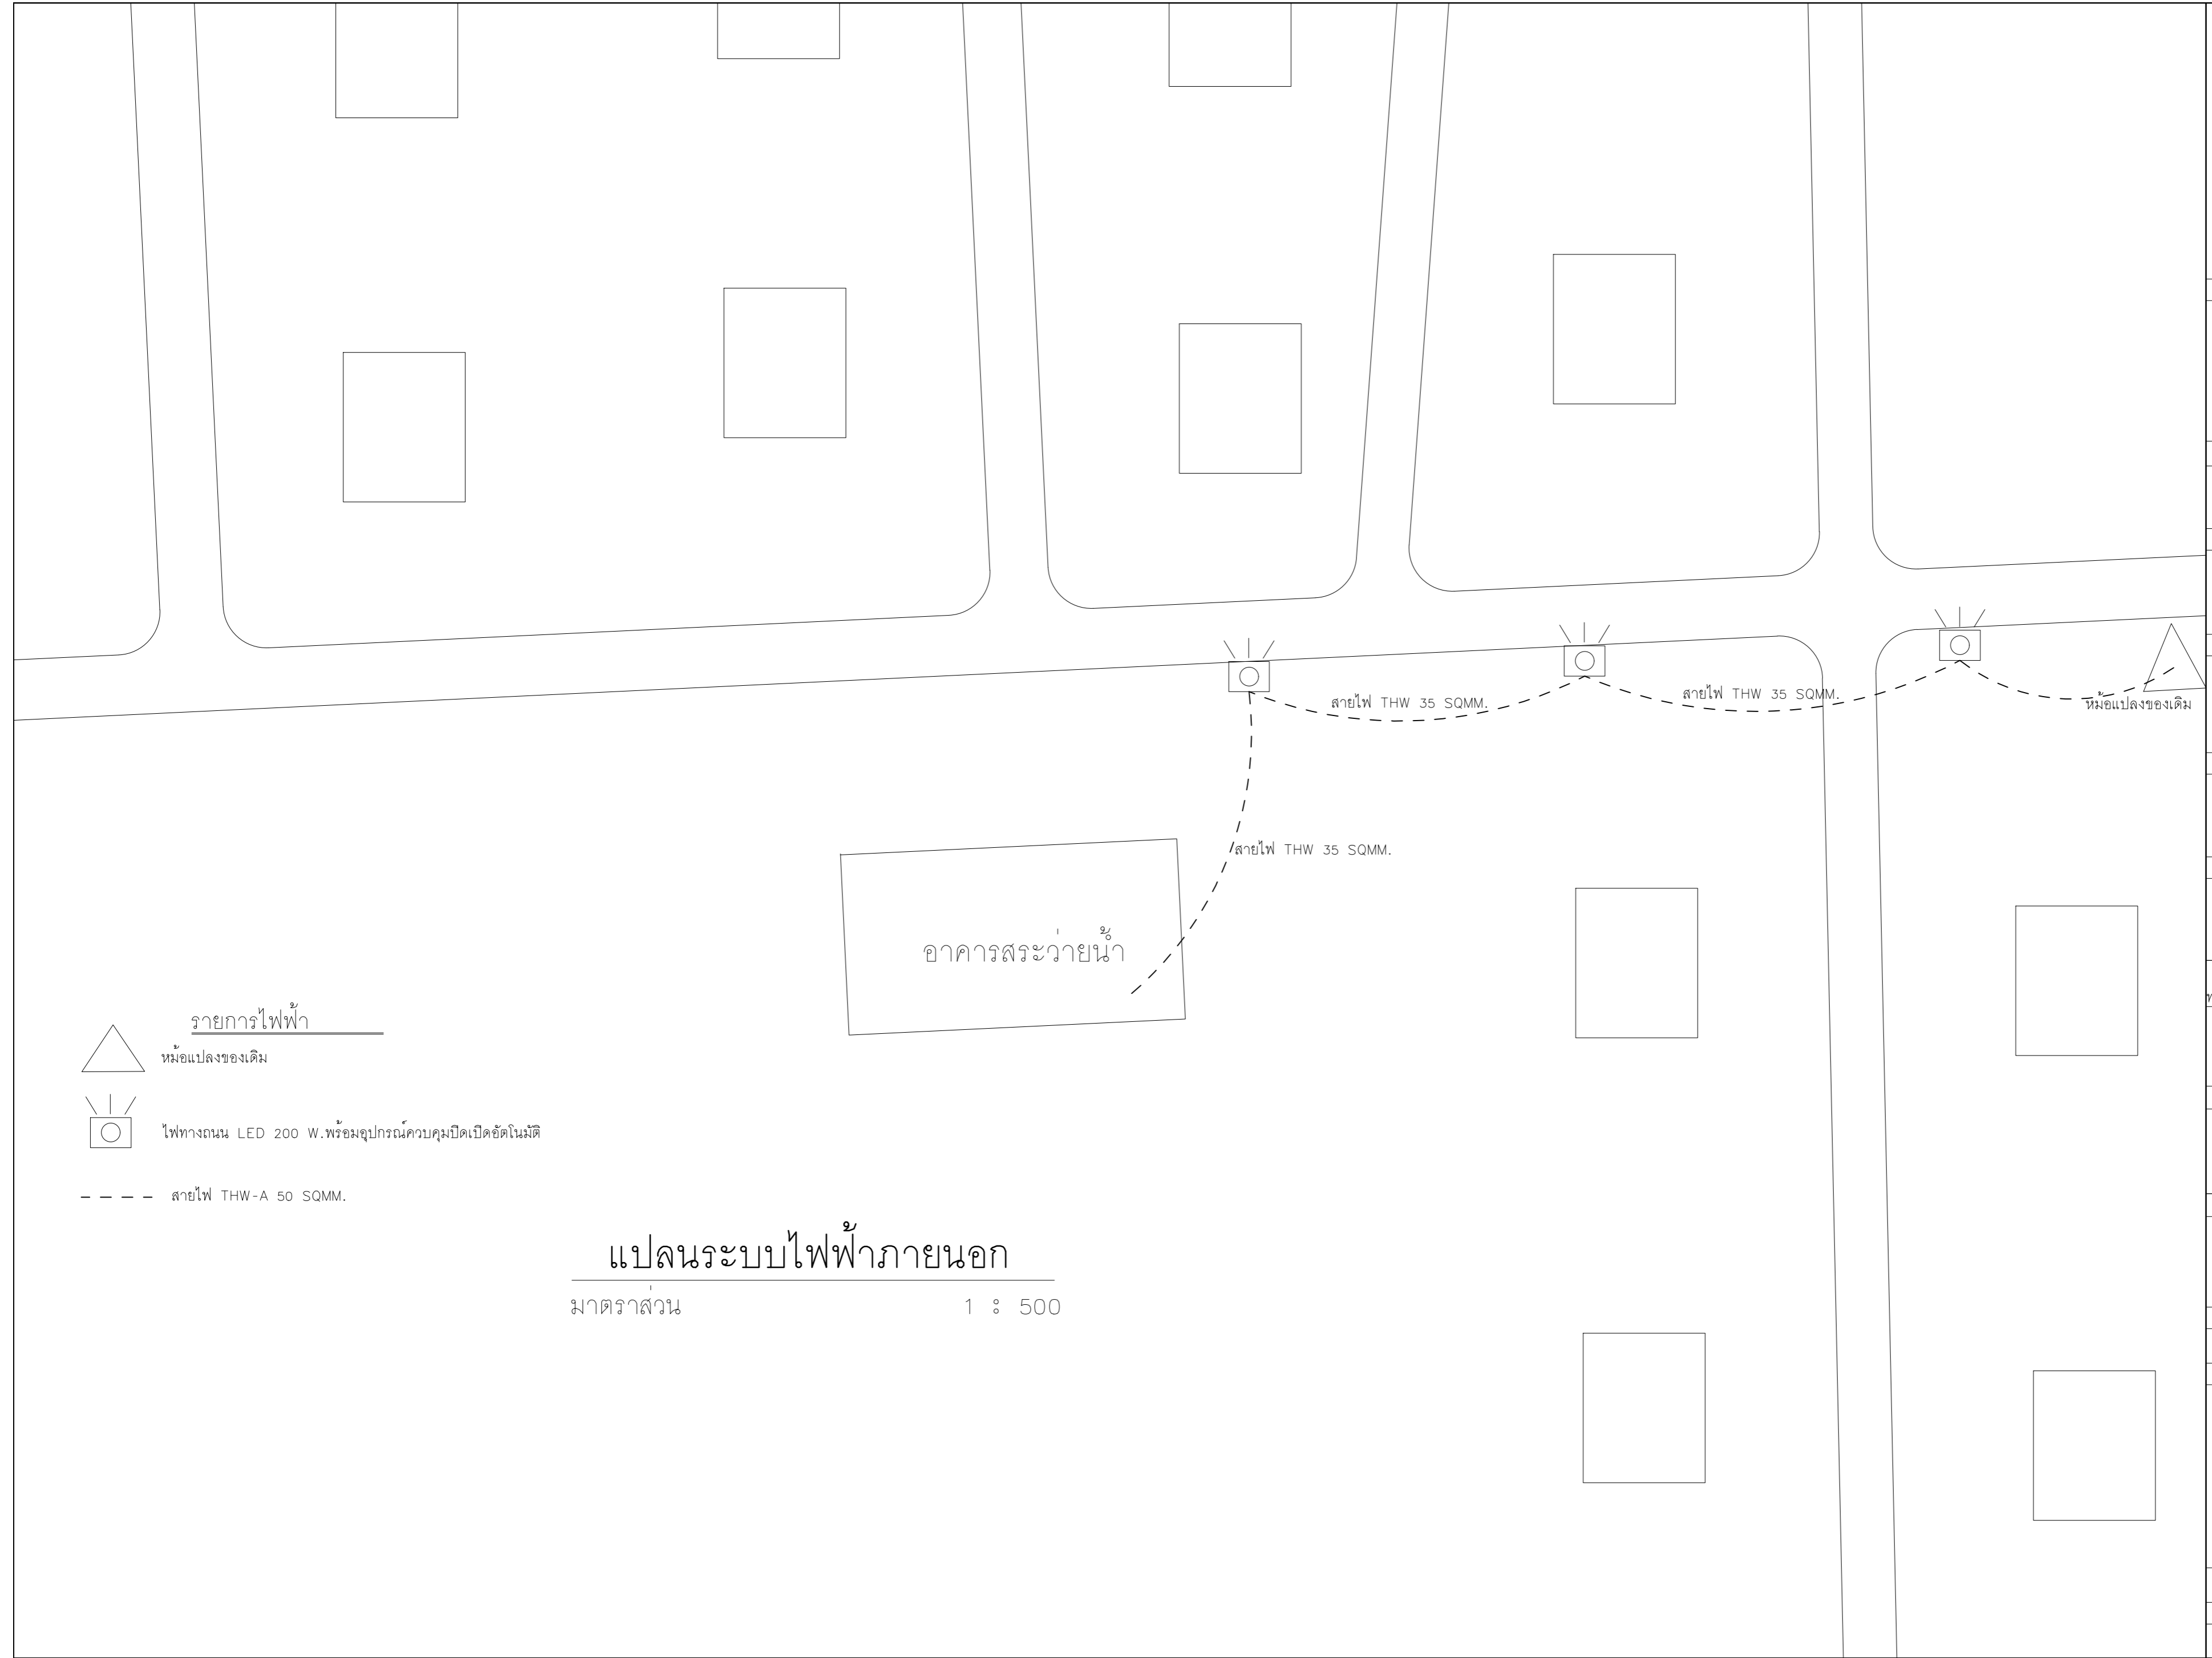 สายไฟ THW 35 SQMM.
สายไฟ THW 35 SQMM.
หม้อแปลงของเดิม
สายไฟ THW 35 SQMM.
อาคารสระว่ายน้ำ
รายการไฟฟ้า
หม้อแปลงของเดิม
ไฟทางถนน LED 200 W.พร้อมอุปกรณ์ควบคุมปิดเปิดอัตโนมัติ
สายไฟ THW-A 50 SQMM.
แปลนระบบไฟฟ้าภายนอก
มาตราส่วน 1 : 500